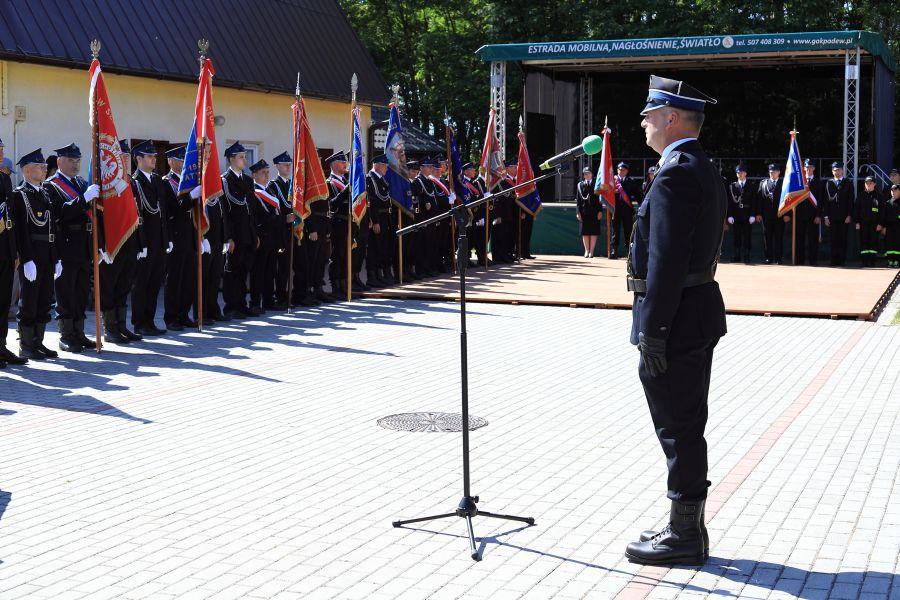 ESTRADA MOBILNA,NAGŁOŚNIENIE,ŚWIATŁO tel. 507 408 309 • www.gokpadew.pl